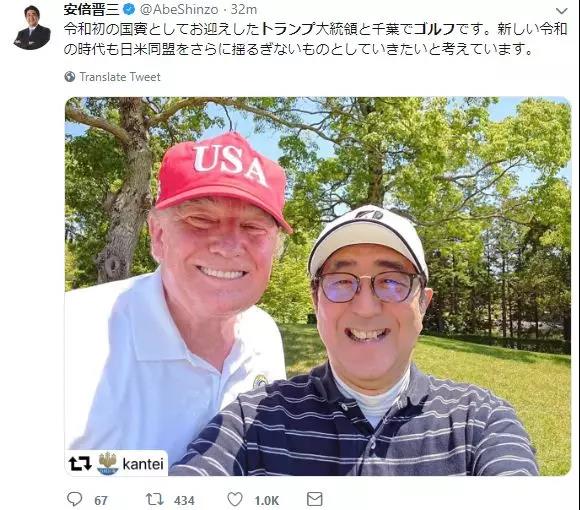 安倍晋三 @AbeShinzo · 32m
令和初の国賓としてお迎えしたトランプ大統領と千葉でゴルフです。新しい令和
の時代も日米同盟をさらに揺るぎないものとしていきたいと考えています。
Translate Tweet
USA
kantei
67 434 1.0K